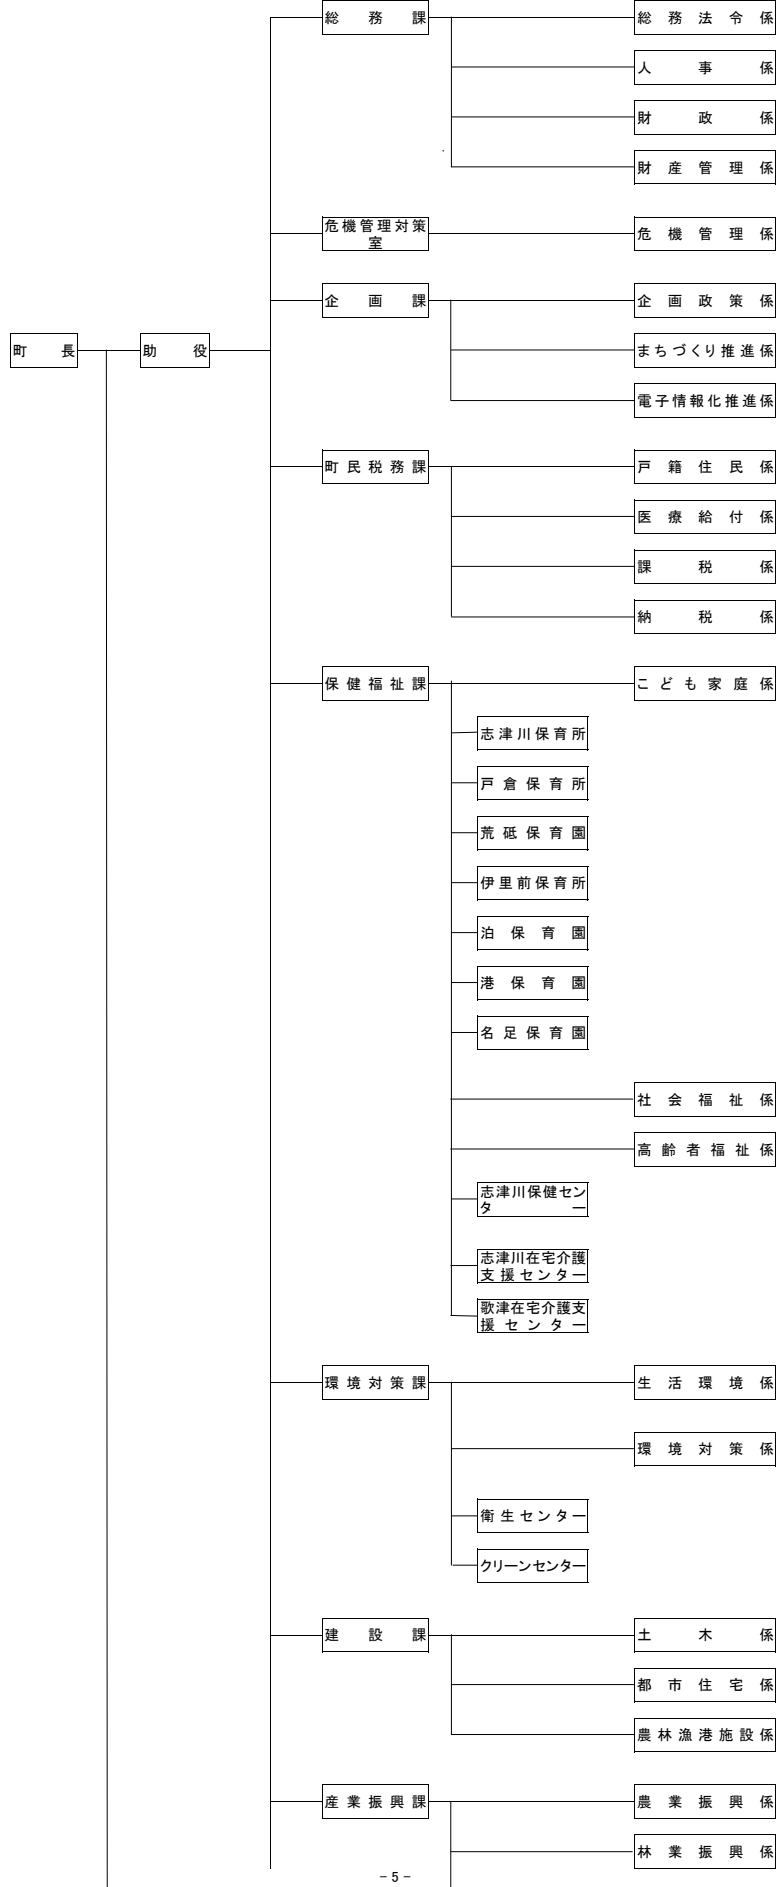 総務課
総務法令係
人事係
財政係
財産管理係
危機管理対策
室
危機管理係
企画課
企画政策係
町長
助役
まちづくり推進係
電子情報化推進係
町民税務課
戸籍住民係
医療給付係
課税係
納税係
保健福祉課
こども家庭係
志津川保育所
戸倉保育所
荒砥保育園
伊里前保育所
泊保育園
港保育園
名足保育園
社会福祉係
高齢者福祉係
志津川保健セン
ター
志津川在宅介護
支援センター
歌津在宅介護支
援センター
環境対策課
生活環境係
環境対策係
衛生センター
クリーンセンター
建設課
土木係
都市住宅係
農林漁港施設係
産業振興課
農業振興係
林業振興係
－5－